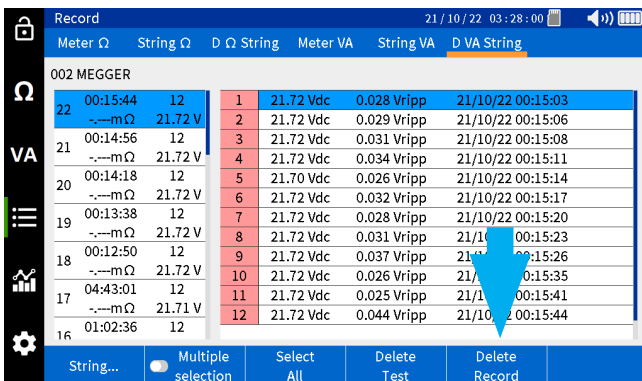 Record 21/10/22 03:28:00
Meter Ω String Ω D Ω String Meter VA String VA D VA String
002 MEGGER
Ω
VA
22 00:15:44 12
-.---mΩ 21.72 V
21 00:14:56 12
-.---mΩ 21.72 V
20 00:14:18 12
-.---mΩ 21.72 V
19 00:13:38 12
-.---mΩ 21.72 V
18 00:12:50 12
-.---mΩ 21.72 V
17 04:43:01 12
-.---mΩ 21.71 V
16 01:02:36 12
1 21.72 Vdc 0.028 Vripp 21/10/22 00:15:03
2 21.72 Vdc 0.029 Vripp 21/10/22 00:15:06
3 21.72 Vdc 0.031 Vripp 21/10/22 00:15:08
4 21.72 Vdc 0.034 Vripp 21/10/22 00:15:11
5 21.70 Vdc 0.026 Vripp 21/10/22 00:15:14
6 21.72 Vdc 0.032 Vripp 21/10/22 00:15:17
7 21.72 Vdc 0.028 Vripp 21/10/22 00:15:20
8 21.72 Vdc 0.031 Vripp 00:15:23
9 21.72 Vdc 0.037 Vripp 0:15:26
10 21.72 Vdc 0.026 Vripp 0:15:35
11 21.72 Vdc 0.025 Vripp 00:15:41
12 21.72 Vdc 0.044 Vripp 00:15:44
String... Multiple selection Select All Delete Test Delete Record